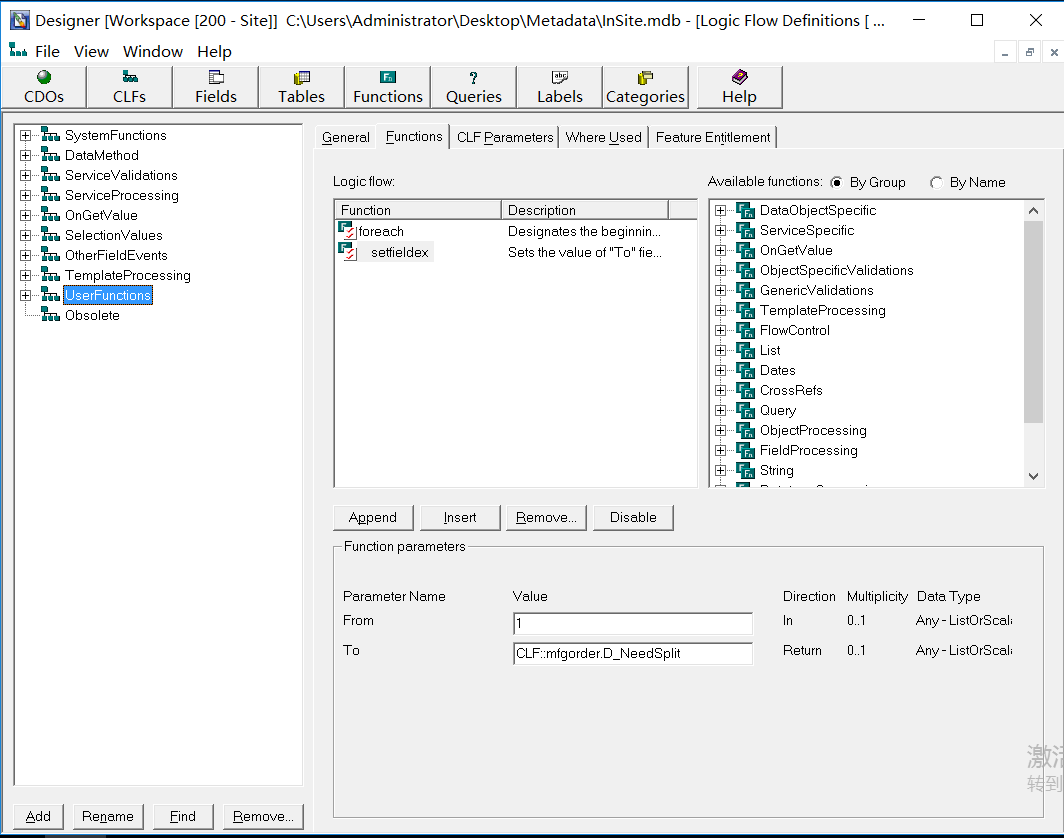 Designer [Workspace [200 - Site]]  C:\Users\Administrator\Desktop\Metadata\InSite.mdb - [Logic Flow Definitions [ ...
File View Window Help
CDOs CLFs Fields Tables Functions Queries Labels Categories Help
SystemFunctions
DataMethod
ServiceValidations
ServiceProcessing
OnGetValue
SelectionValues
OtherFieldEvents
TemplateProcessing
UserFunctions
Obsolete
Add Rename Find Remove...
General Functions CLF Parameters Where Used Feature Entitlement
Logic flow:
Function Description
foreach Designates the beginnin...
setfieldex Sets the value of "To" fie...
Available functions: By Group By Name
DataObjectSpecific
ServiceSpecific
OnGetValue
ObjectSpecificValidations
GenericValidations
TemplateProcessing
FlowControl
List
Dates
CrossRefs
Query
ObjectProcessing
FieldProcessing
String
Append Insert Remove... Disable
Function parameters
Parameter Name Value Direction Multiplicity Data Type
From 1 In 0..1 Any - ListOrScala
To CLF::mfgorder.D_NeedSplit Return 0..1 Any - ListOrScala
激活
转到